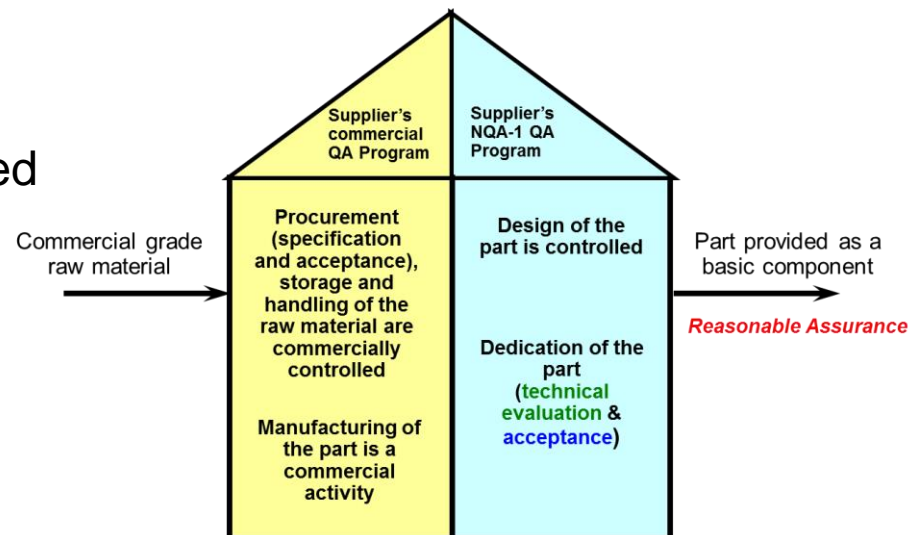 Supplier's
commercial
QA Program
Supplier's
NQA-1 QA
Program
ed
Commercial grade
raw material
Procurement
(specification
and acceptance),
storage and
handling of the
raw material are
commercially
controlled
Manufacturing of
the part is a
commercial
activity
Design of the
part is controlled
Dedication of the
part
(technical
evaluation &
acceptance)
Part provided as a
basic component
Reasonable Assurance